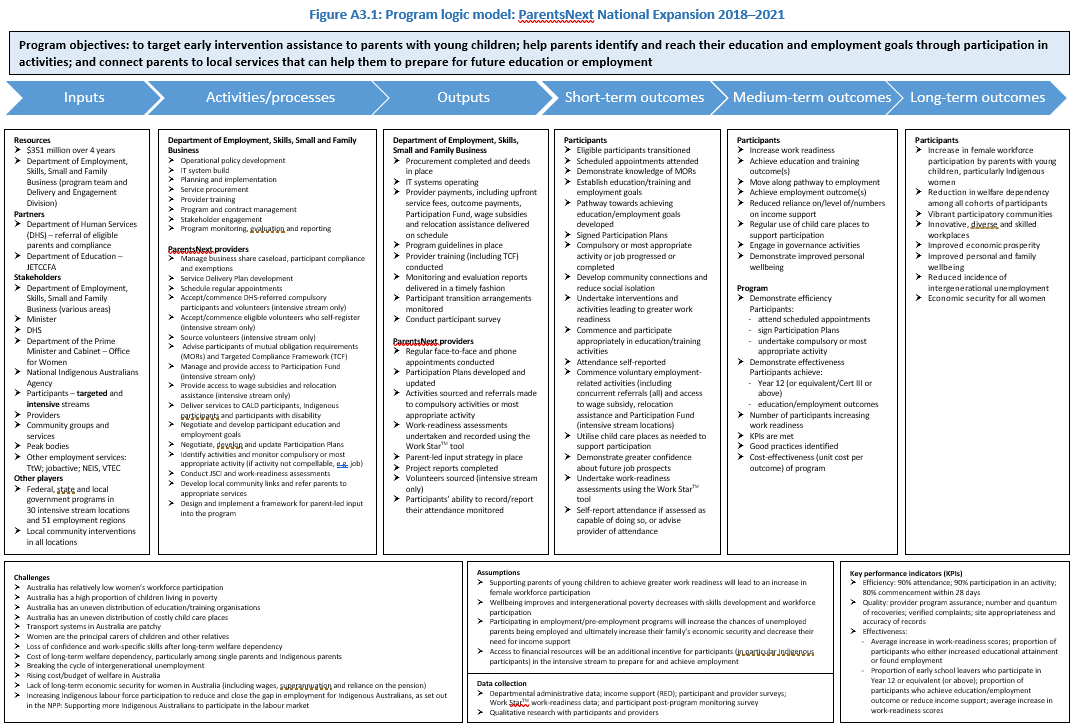 Figure A3.1: Program logic model: ParentsNext National Expansion 2018–2021
Program objectives: to target early intervention assistance to parents with young children; help parents identify and reach their education and employment goals through participation in
activities; and connect parents to local services that can help them to prepare for future education or employment
Inputs
Activities/processes
Outputs
Short-term outcomes
Medium-term outcomes
Long-term outcomes
Resources
➢ $351 million over 4 years
➢ Department of Employment,
Skills, Small and Family
Business (program team and
Delivery and Engagement
Division)
Partners
➢ Department of Human Services
(DHS) – referral of eligible
parents and compliance
➢ Department of Education –
JETCCFA
Stakeholders
➢ Department of Employment,
Skills, Small and Family
Business (various areas)
➢ Minister
➢ DHS
➢ Department of the Prime
Minister and Cabinet – Office
for Women
➢ National Indigenous Australians
Agency
➢ Participants – targeted and
intensive streams
➢ Providers
➢ Community groups and
services
➢ Peak bodies
➢ Other employment services:
TtW; jobactive; NEIS, VTEC
Other players
➢ Federal, state and local
government programs in
30 intensive stream locations
and 51 employment regions
➢ Local community interventions
in all locations
Department of Employment, Skills, Small and Family
Business
➢ Operational policy development
➢ IT system build
➢ Planning and implementation
➢ Service procurement
➢ Provider training
➢ Program and contract management
➢ Stakeholder engagement
➢ Program monitoring, evaluation and reporting
ParentsNext providers
➢ Manage business share caseload, participant compliance
and exemptions
➢ Service Delivery Plan development
➢ Schedule regular appointments
➢ Accept/commence DHS-referred compulsory
participants and volunteers (intensive stream only)
➢ Accept/commence eligible volunteers who self-register
(intensive stream only)
➢ Source volunteers (intensive stream only)
➢ Advise participants of mutual obligation requirements
(MORs) and Targeted Compliance Framework (TCF)
➢ Manage and provide access to Participation Fund
(intensive stream only)
➢ Provide access to wage subsidies and relocation
assistance (intensive stream only)
➢ Deliver services to CALD participants, Indigenous
participants and participants with disability
➢ Negotiate and develop participant education and
employment goals
➢ Negotiate, develop and update Participation Plans
➢ Identify activities and monitor compulsory or most
appropriate activity (if activity not compellable, e.g. job)
➢ Conduct JSCI and work-readiness assessments
➢ Develop local community links and refer parents to
appropriate services
➢ Design and implement a framework for parent-led input
into the program
Department of Employment, Skills,
Small and Family Business
➢ Procurement completed and deeds
in place
➢ IT systems operating
➢ Provider payments, including upfront
service fees, outcome payments,
Participation Fund, wage subsidies
and relocation assistance delivered
on schedule
➢ Program guidelines in place
➢ Provider training (including TCF)
conducted
➢ Monitoring and evaluation reports
delivered in a timely fashion
➢ Participant transition arrangements
monitored
➢ Conduct participant survey
ParentsNext providers
➢ Regular face-to-face and phone
appointments conducted
➢ Participation Plans developed and
updated
➢ Activities sourced and referrals made
to compulsory activities or most
appropriate activity
➢ Work-readiness assessments
undertaken and recorded using the
Work Star™ tool
➢ Parent-led input strategy in place
➢ Project reports completed
➢ Volunteers sourced (intensive stream
only)
➢ Participants' ability to record/report
their attendance monitored
Participants
➢ Eligible participants transitioned
➢ Scheduled appointments attended
➢ Demonstrate knowledge of MORs
➢ Establish education/training and
employment goals
➢ Pathway towards achieving
education/employment goals
developed
➢ Signed Participation Plans
➢ Compulsory or most appropriate
activity or job progressed or
completed
➢ Develop community connections and
reduce social isolation
➢ Undertake interventions and
activities leading to greater work
readiness
➢ Commence and participate
appropriately in education/training
activities
➢ Attendance self-reported
➢ Commence voluntary employment-
related activities (including
concurrent referrals (all) and access
to wage subsidy, relocation
assistance and Participation Fund
(intensive stream locations)
➢ Utilise child care places as needed to
support participation
➢ Demonstrate greater confidence
about future job prospects
➢ Undertake work-readiness
assessments using the Work Star™
tool
➢ Self-report attendance if assessed as
capable of doing so, or advise
provider of attendance
Participants
➢ Increase work readiness
➢ Achieve education and training
outcome(s)
➢ Move along pathway to employment
➢ Achieve employment outcome(s)
➢ Reduced reliance on/level of/numbers
on income support
➢ Regular use of child care places to
support participation
➢ Engage in governance activities
➢ Demonstrate improved personal
wellbeing
Program
➢ Demonstrate efficiency
Participants:
- attend scheduled appointments
- sign Participation Plans
- undertake compulsory or most
appropriate activity
➢ Demonstrate effectiveness
Participants achieve:
- Year 12 (or equivalent/Cert III or
above)
- education/employment outcomes
➢ Number of participants increasing
work readiness
➢ KPIs are met
➢ Good practices identified
➢ Cost-effectiveness (unit cost per
outcome) of program
Participants
➢ Increase in female workforce
participation by parents with young
children, particularly Indigenous
women
➢ Reduction in welfare dependency
among all cohorts of participants
➢ Vibrant participatory communities
➢ Innovative, diverse and skilled
workplaces
➢ Improved economic prosperity
➢ Improved personal and family
wellbeing
➢ Reduced incidence of
intergenerational unemployment
➢ Economic security for all women
Challenges
➢ Australia has relatively low women's workforce participation
➢ Australia has a high proportion of children living in poverty
➢ Australia has an uneven distribution of education/training organisations
➢ Australia has an uneven distribution of costly child care places
➢ Transport systems in Australia are patchy
➢ Women are the principal carers of children and other relatives
➢ Loss of confidence and work-specific skills after long-term welfare dependency
➢ Cost of long-term welfare dependency, particularly among single parents and Indigenous parents
➢ Breaking the cycle of intergenerational unemployment
➢ Rising cost/budget of welfare in Australia
➢ Lack of long-term economic security for women in Australia (including wages, superannuation and reliance on the pension)
➢ Increasing Indigenous labour force participation to reduce and close the gap in employment for Indigenous Australians, as set out
in the NPP: Supporting more Indigenous Australians to participate in the labour market
Assumptions
➢ Supporting parents of young children to achieve greater work readiness will lead to an increase in
female workforce participation
➢ Wellbeing improves and intergenerational poverty decreases with skills development and workforce
participation
➢ Participating in employment/pre-employment programs will increase the chances of unemployed
parents being employed and ultimately increase their family's economic security and decrease their
need for income support
➢ Access to financial resources will be an additional incentive for participants (in particular Indigenous
participants) in the intensive stream to prepare for and achieve employment
Data collection
➢ Departmental administrative data; income support (RED); participant and provider surveys;
Work Star™ work-readiness data; and participant post-program monitoring survey
➢ Qualitative research with participants and providers
Key performance indicators (KPIs)
➢ Efficiency: 90% attendance; 90% participation in an activity;
80% commencement within 28 days
➢ Quality: provider program assurance; number and quantum
of recoveries; verified complaints; site appropriateness and
accuracy of records
➢ Effectiveness:
- Average increase in work-readiness scores; proportion of
participants who either increased educational attainment
or found employment
- Proportion of early school leavers who participate in
Year 12 or equivalent (or above); proportion of
participants who achieve education/employment
outcome or reduce income support; average increase in
work-readiness scores